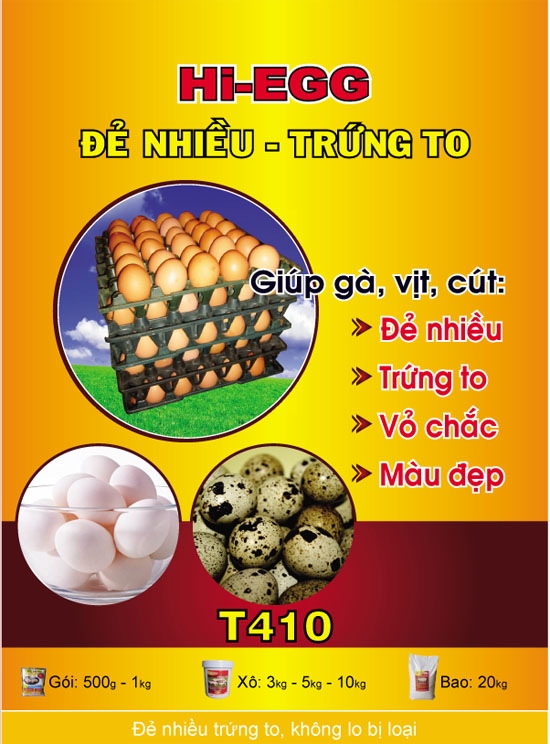 Hi-EGG
ĐẺ NHIỀU - TRỨNG TO
Giúp gà, vịt, cút:
» Đẻ nhiều
» Trứng to
» Vỏ chắc
» Màu đẹp
T410
Gói: 500g - 1kg
Xô: 3kg - 5kg - 10kg
Bao: 20kg
Đẻ nhiều trứng to, không lo bị loại